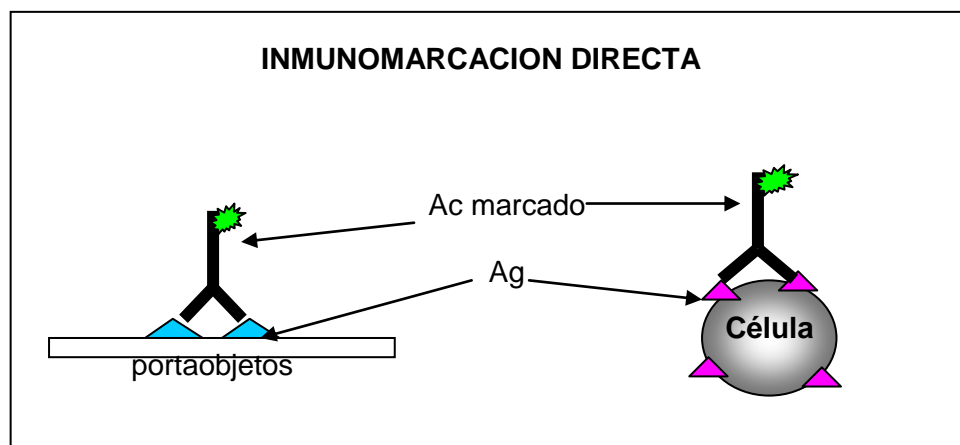 INMUNOMARCACION DIRECTA
Ac marcado
Ag
Célula
portaobjetos